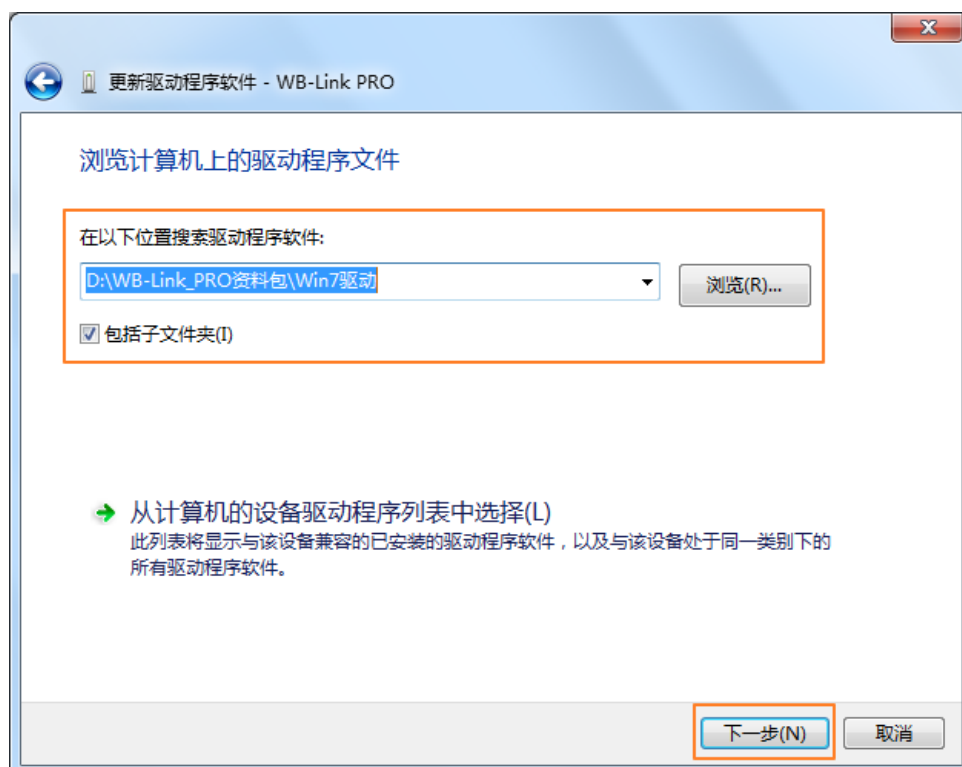 更新驱动程序软件 - WB-Link PRO
浏览计算机上的驱动程序文件
在以下位置搜索驱动程序软件:
D:\WB-Link_PRO资料包\Win7驱动
浏览(R)...
包括子文件夹(I)
从计算机的设备驱动程序列表中选择(L)
此列表将显示与该设备兼容的已安装的驱动程序软件，以及与该设备处于同一类别下的
所有驱动程序软件。
下一步(N)
取消